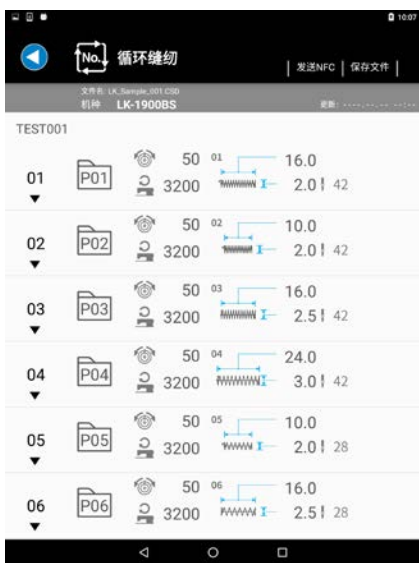 10:07
No. 循环缝纫
发送NFC 保存文件
文件名: LK_Sample_001.CSD
机种 LK-1900BS 更新: ----.--.-- --:--
TEST001
01 P01 50 3200 01 16.0 2.0 42
02 P02 50 3200 02 10.0 2.0 42
03 P03 50 3200 03 16.0 2.5 42
04 P04 50 3200 04 24.0 3.0 42
05 P05 50 3200 05 10.0 2.0 28
06 P06 50 3200 06 16.0 2.5 28